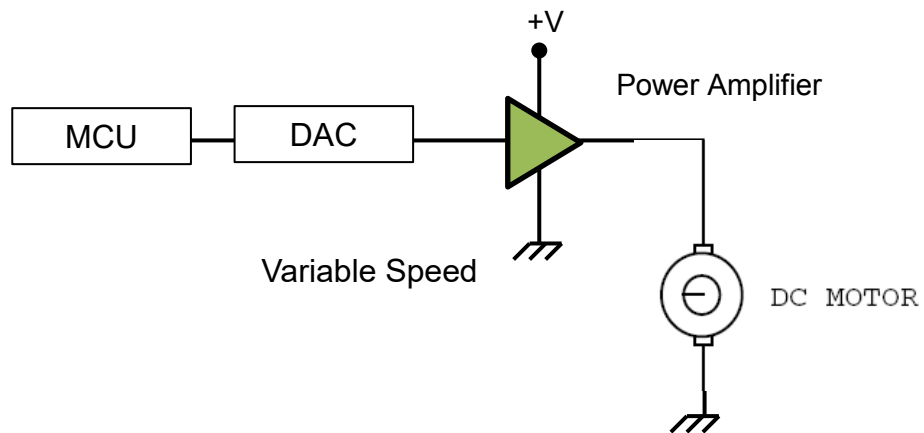 +V
Power Amplifier
MCU
DAC
Variable Speed
DC MOTOR